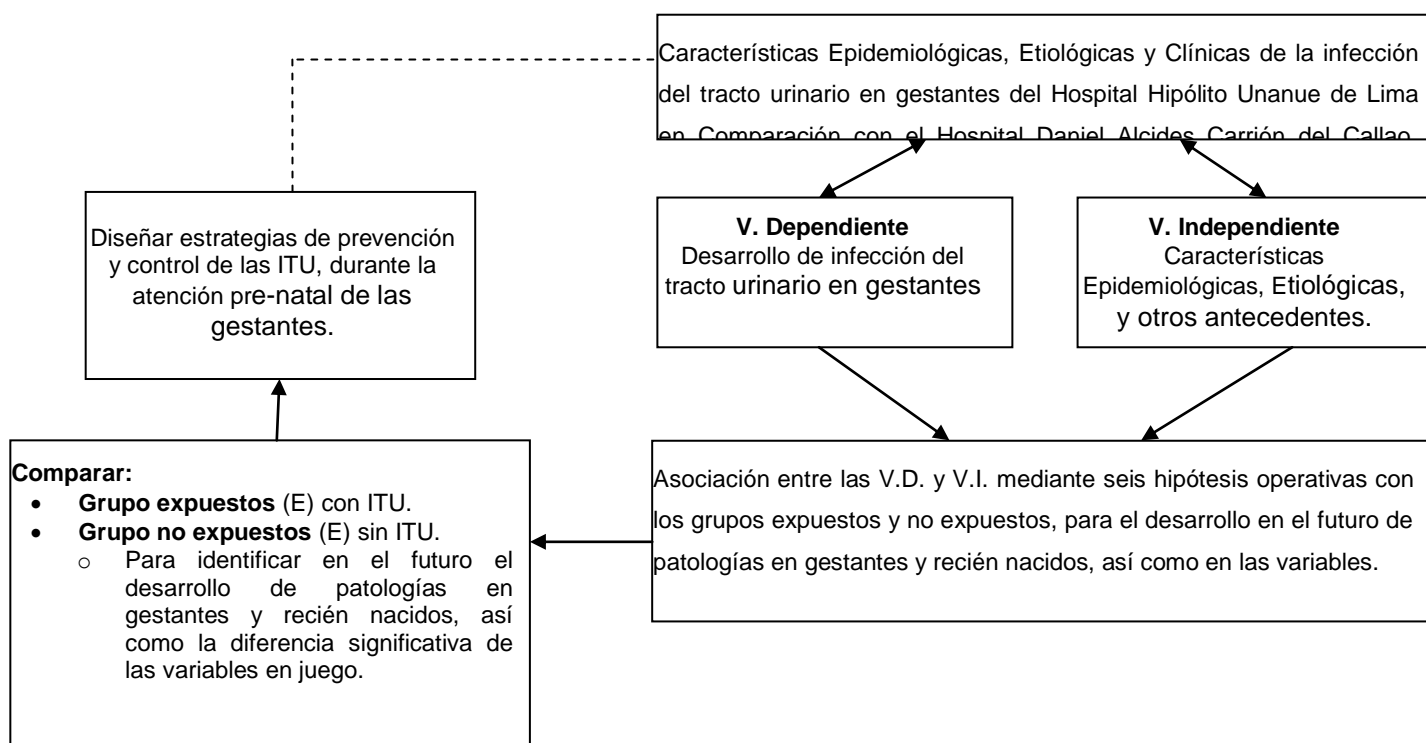 Características Epidemiológicas, Etiológicas y Clínicas de la infección
del tracto urinario en gestantes del Hospital Hipólito Unanue de Lima
en Comparación con el Hospital Daniel Alcides Carrión del Callao.
Diseñar estrategias de prevención
y control de las ITU, durante la
atención pre-natal de las
gestantes.
V. Dependiente
Desarrollo de infección del
tracto urinario en gestantes
V. Independiente
Características
Epidemiológicas, Etiológicas,
y otros antecedentes.
Comparar:
• Grupo expuestos (E) con ITU.
• Grupo no expuestos (E) sin ITU.
o Para identificar en el futuro el
desarrollo de patologías en
gestantes y recién nacidos, así
como la diferencia significativa de
las variables en juego.
Asociación entre las V.D. y V.I. mediante seis hipótesis operativas con
los grupos expuestos y no expuestos, para el desarrollo en el futuro de
patologías en gestantes y recién nacidos, así como en las variables.